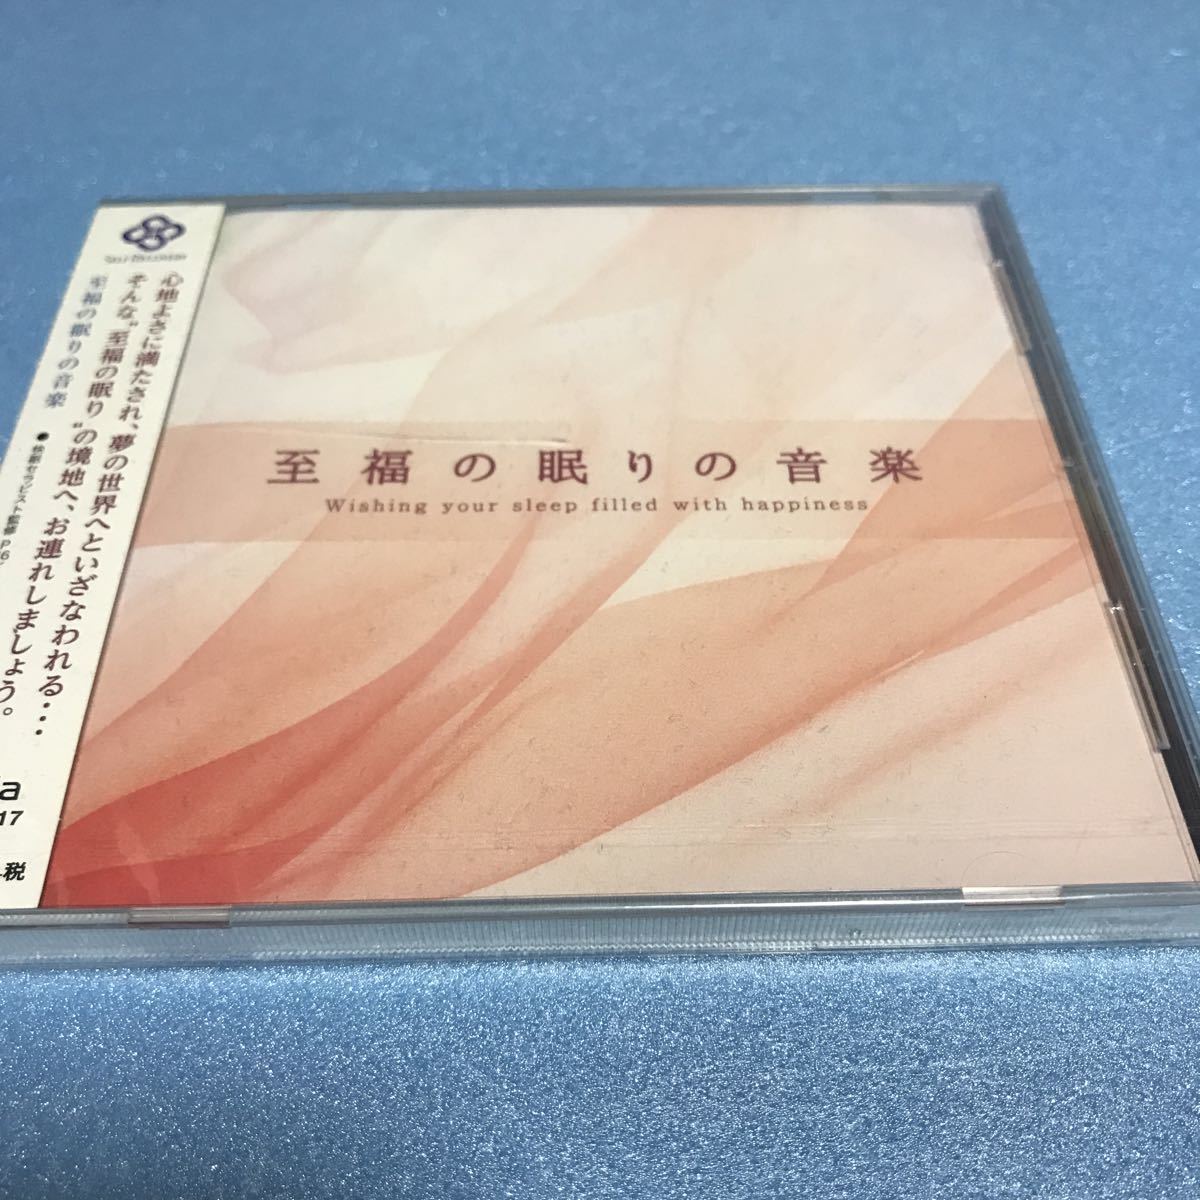 至福の眠りの音楽
Wishing your sleep filled with happiness
心地よさに満たされ、夢の世界へといざなわれる…
そんな“至福の眠り”の境地へ、お連れしましょう。
至福の眠りの音楽
a
17
税